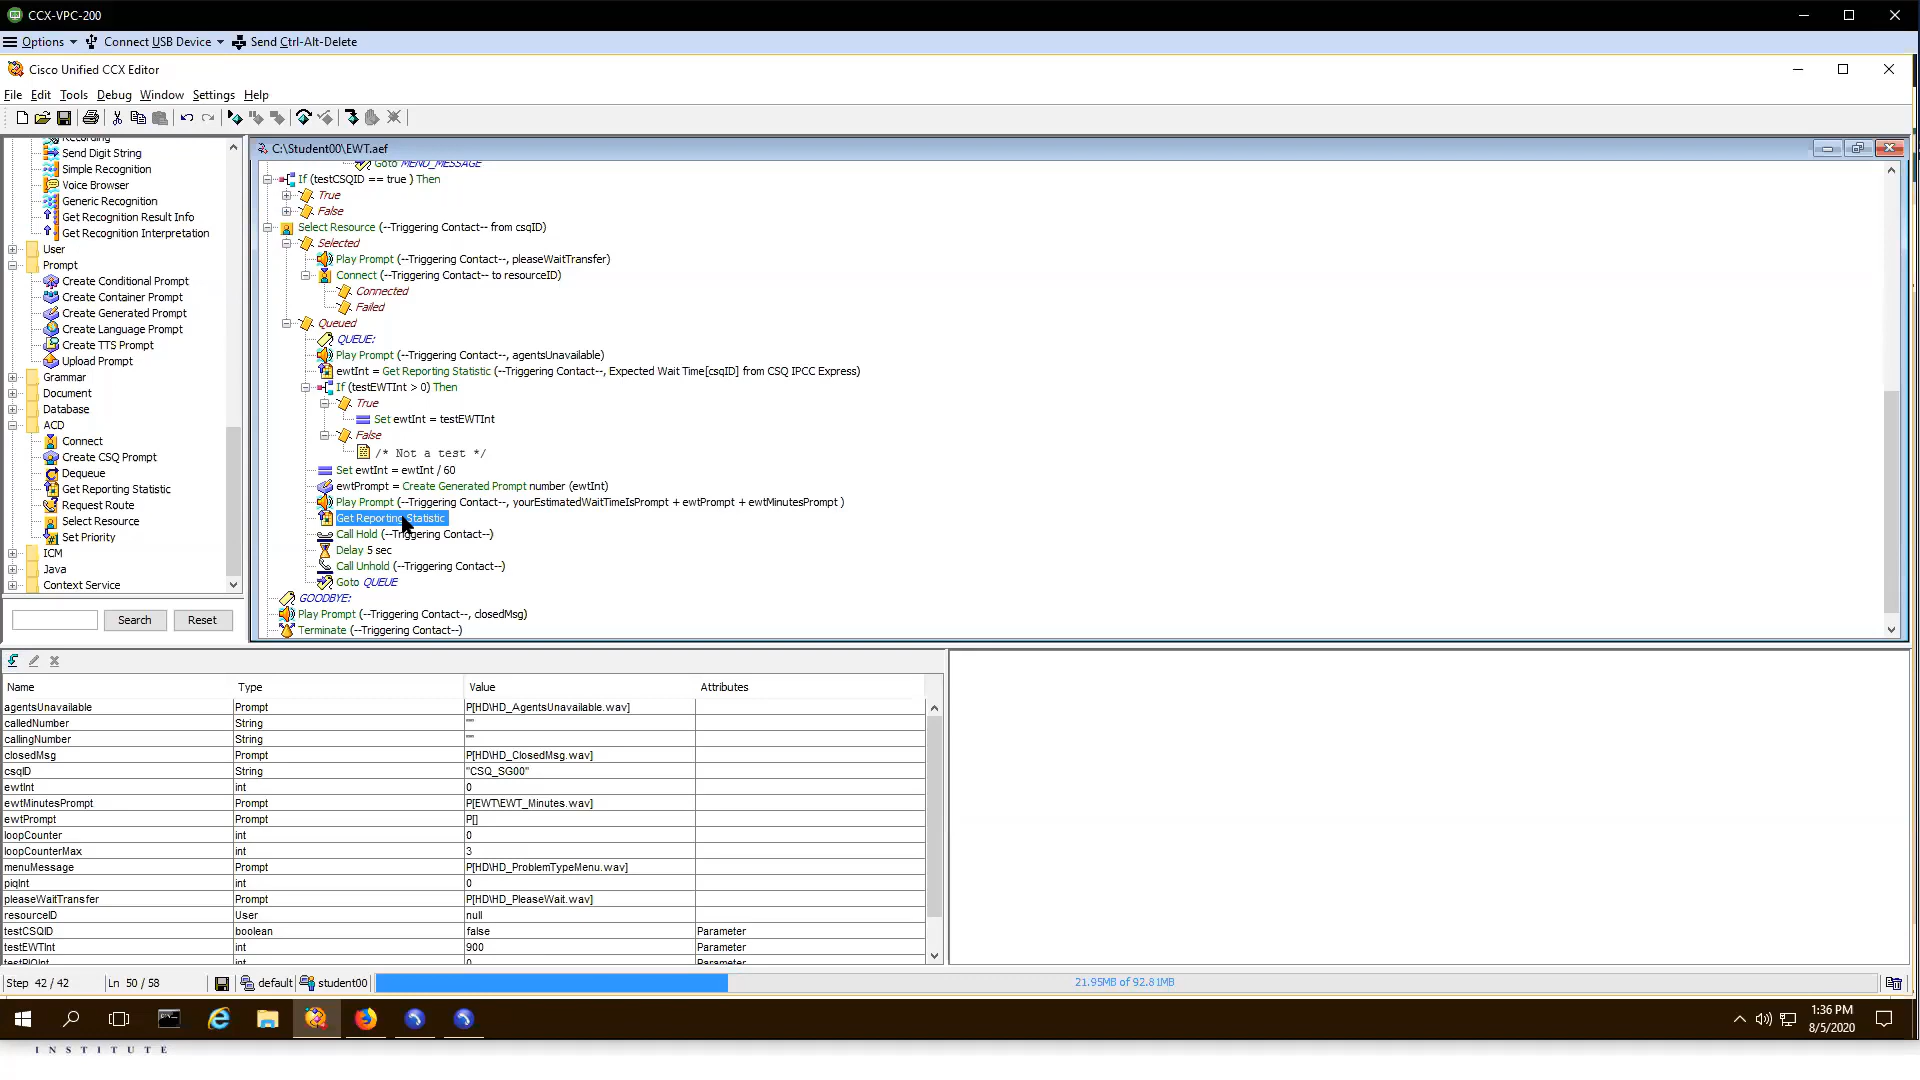 CCX-VPC-200
Options Connect USB Device Send Ctrl-Alt-Delete
Cisco Unified CCX Editor
File Edit Tools Debug Window Settings Help
Recording
Send Digit String
Simple Recognition
Voice Browser
Generic Recognition
Get Recognition Result Info
Get Recognition Interpretation
User
Prompt
Create Conditional Prompt
Create Container Prompt
Create Generated Prompt
Create Language Prompt
Create TTS Prompt
Upload Prompt
Grammar
Document
Database
ACD
Connect
Create CSQ Prompt
Dequeue
Get Reporting Statistic
Request Route
Select Resource
Set Priority
ICM
Java
Context Service
Search Reset
C:\Student00\EWT.aef
Goto MENU_MESSAGE
If (testCSQID == true ) Then
True
False
Select Resource (--Triggering Contact-- from csqID)
Selected
Play Prompt (--Triggering Contact--, pleaseWaitTransfer)
Connect (--Triggering Contact-- to resourceID)
Connected
Failed
Queued
QUEUE:
Play Prompt (--Triggering Contact--, agentsUnavailable)
ewtInt = Get Reporting Statistic (--Triggering Contact--, Expected Wait Time[csqID] from CSQ IPCC Express)
If (testEWTInt > 0) Then
True
Set ewtInt = testEWTInt
False
/* Not a test */
Set ewtInt = ewtInt / 60
ewtPrompt = Create Generated Prompt number (ewtInt)
Play Prompt (--Triggering Contact--, yourEstimatedWaitTimeIsPrompt + ewtPrompt + ewtMinutesPrompt )
Get Reporting Statistic
Call Hold (--Triggering Contact--)
Delay 5 sec
Call Unhold (--Triggering Contact--)
Goto QUEUE
GOODBYE:
Play Prompt (--Triggering Contact--, closedMsg)
Terminate (--Triggering Contact--)
Name Type Value Attributes
agentsUnavailable Prompt P[HD\HD_AgentsUnavailable.wav]
calledNumber String ""
callingNumber String ""
closedMsg Prompt P[HD\HD_ClosedMsg.wav]
csqID String "CSQ_SG00"
ewtInt int 0
ewtMinutesPrompt Prompt P[EWT\EWT_Minutes.wav]
ewtPrompt Prompt P[]
loopCounter int 0
loopCounterMax int 3
menuMessage Prompt P[HD\HD_ProblemTypeMenu.wav]
piqInt int 0
pleaseWaitTransfer Prompt P[HD\HD_PleaseWait.wav]
resourceID User null
testCSQID boolean false Parameter
testEWTInt int 900 Parameter
testPIQInt int 0 Parameter
Step 42 / 42 Ln 50 / 58 default student00 21.95MB of 92.81MB
1:36 PM
8/5/2020
INSTITUTE